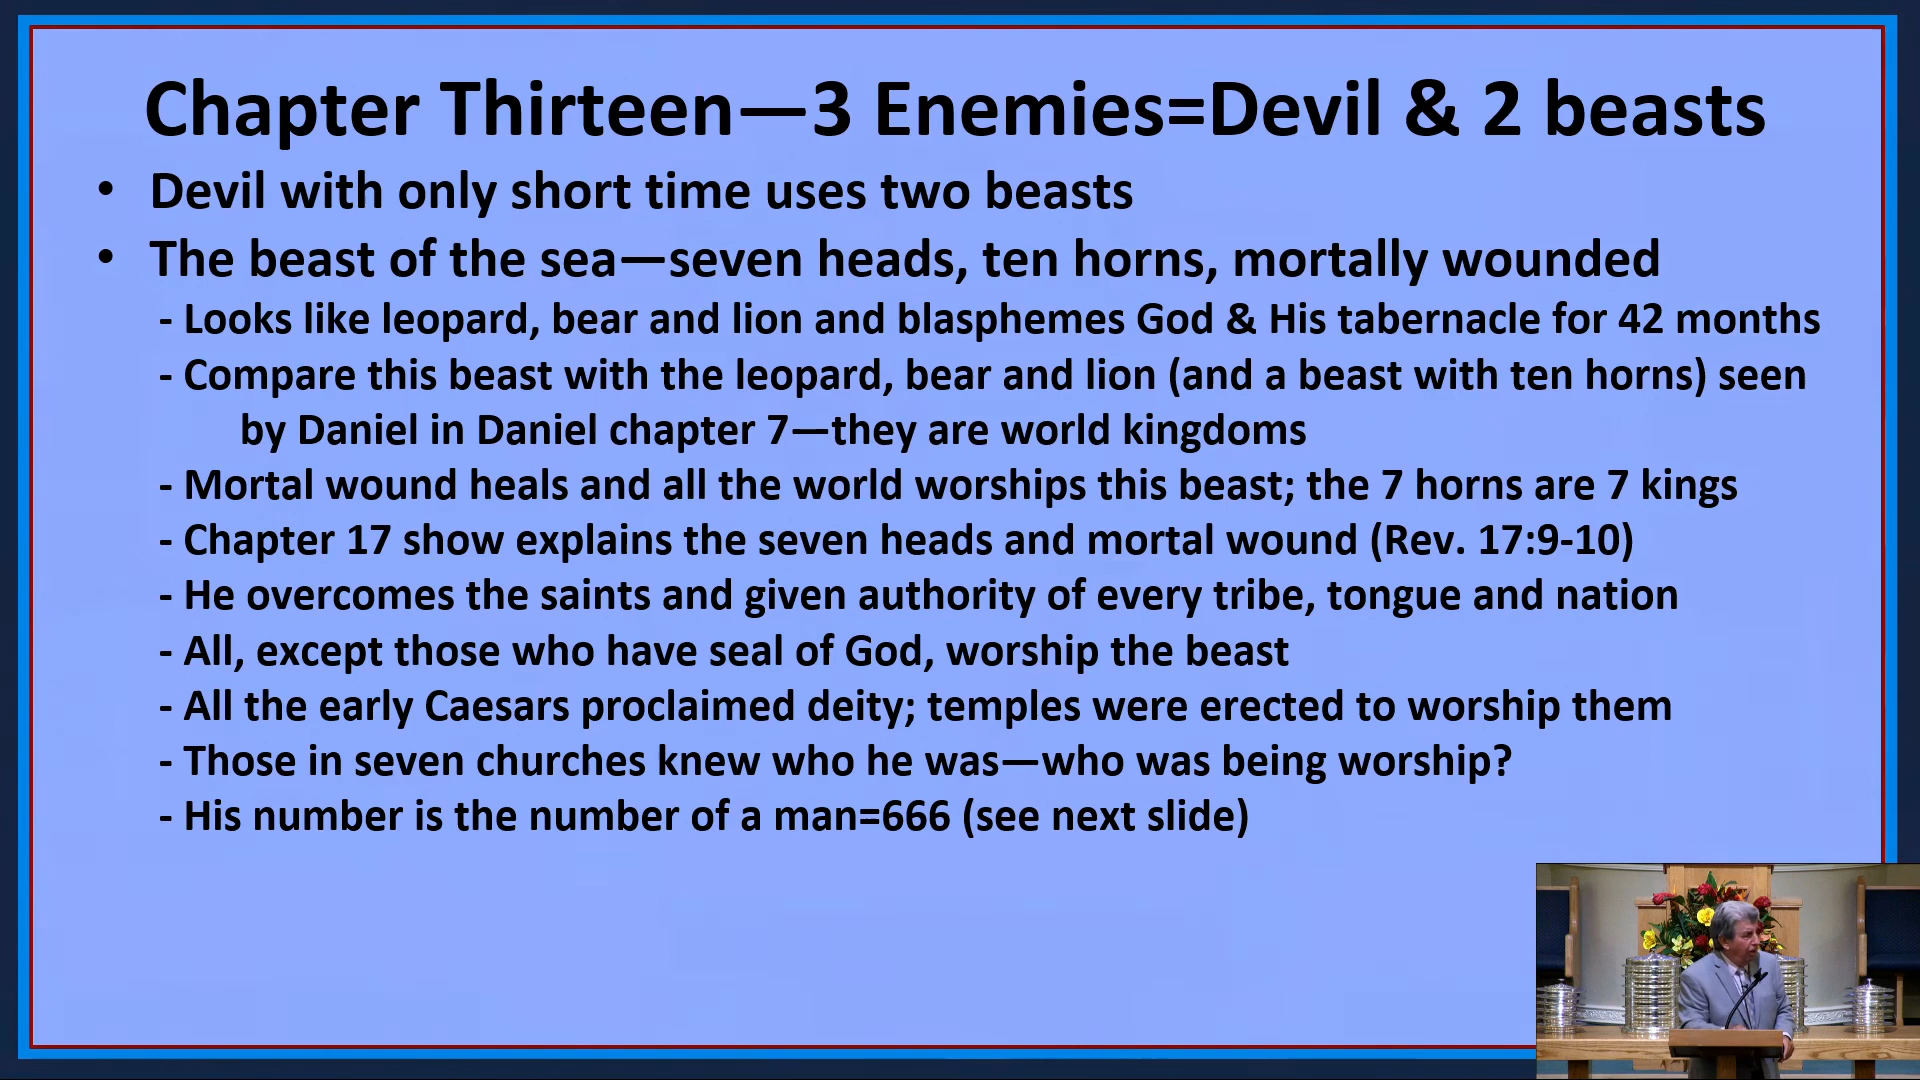 Chapter Thirteen—3 Enemies=Devil & 2 beasts
• Devil with only short time uses two beasts
• The beast of the sea—seven heads, ten horns, mortally wounded
- Looks like leopard, bear and lion and blasphemes God & His tabernacle for 42 months
- Compare this beast with the leopard, bear and lion (and a beast with ten horns) seen
by Daniel in Daniel chapter 7—they are world kingdoms
- Mortal wound heals and all the world worships this beast; the 7 horns are 7 kings
- Chapter 17 show explains the seven heads and mortal wound (Rev. 17:9-10)
- He overcomes the saints and given authority of every tribe, tongue and nation
- All, except those who have seal of God, worship the beast
- All the early Caesars proclaimed deity; temples were erected to worship them
- Those in seven churches knew who he was—who was being worship?
- His number is the number of a man=666 (see next slide)